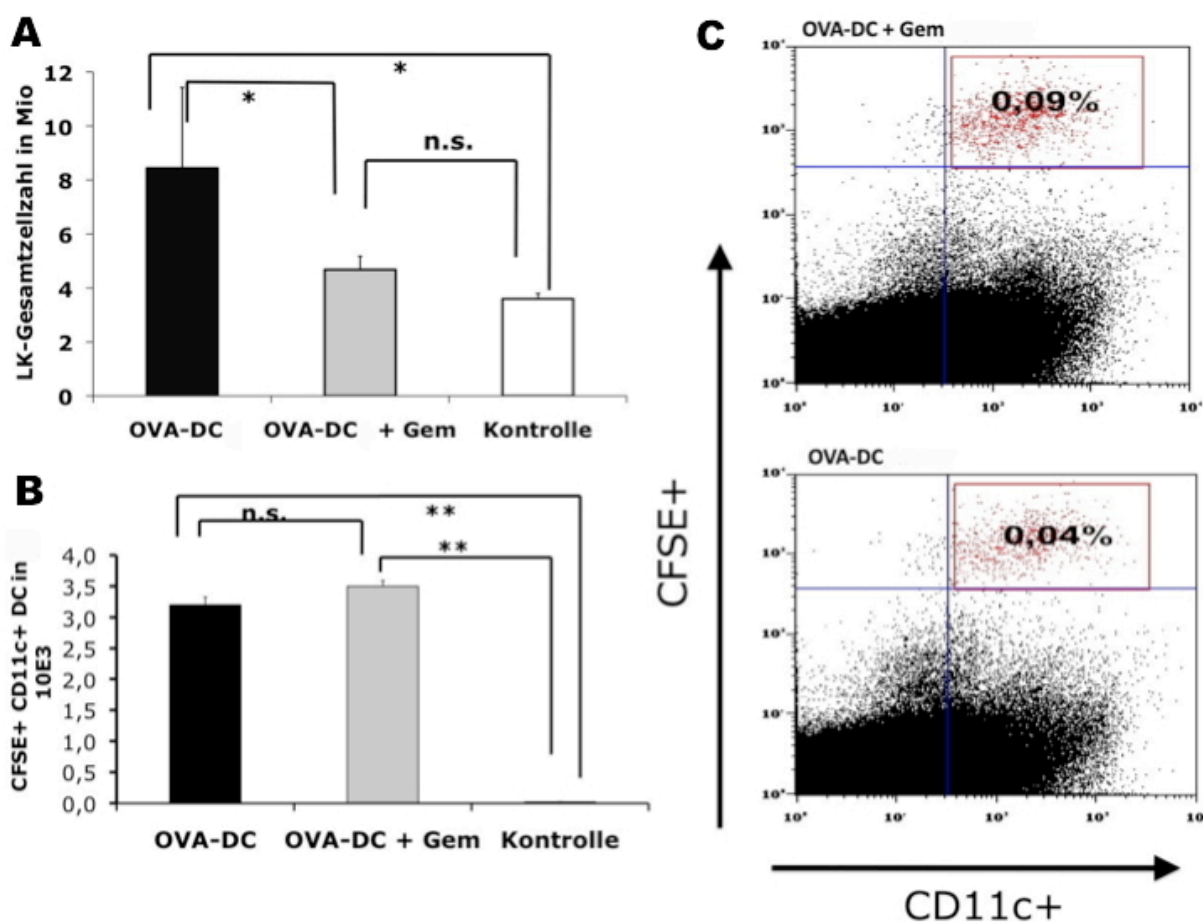 A
LK-Gesamtzellzahl in Mio
12
10
8
6
4
2
0
*
*
n.s.
OVA-DC
OVA-DC + Gem
Kontrolle
B
CFSE+ CD11c+ DC in
10E3
4,0
3,5
3,0
2,5
2,0
1,5
1,0
0,5
0,0
n.s.
**
**
OVA-DC
OVA-DC + Gem
Kontrolle
C
OVA-DC + Gem
0,09%
OVA-DC
0,04%
CFSE+
CD11c+